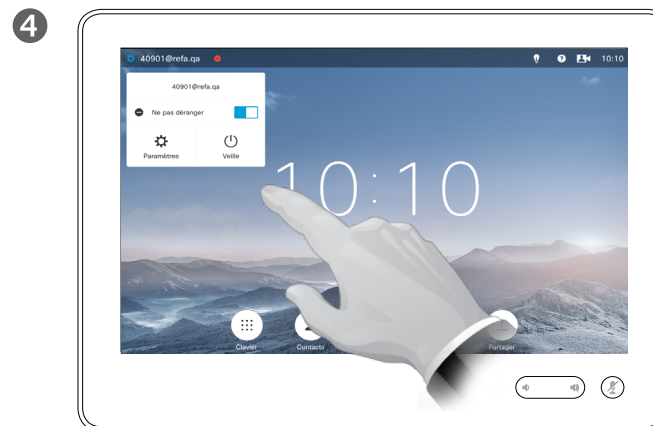 4
40901@refa.qa 10:10
40901@refa.qa
Ne pas déranger
Paramètres Veille
10:10
Clavier Contacts Partager